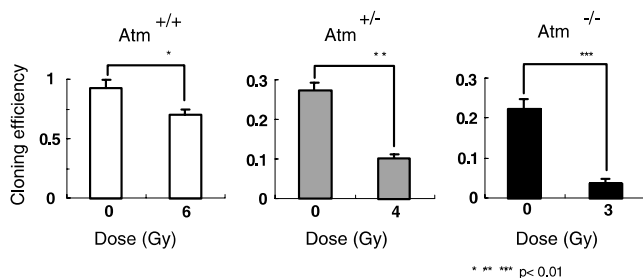 Atm +/+
Atm +/-
Atm -/-
*
* *
***
Cloning efficiency
1
0.5
0
0 6
Dose (Gy)
0.3
0.2
0.1
0
0 4
Dose (Gy)
0.3
0.2
0.1
0
0 3
Dose (Gy)
* ** *** p< 0.01